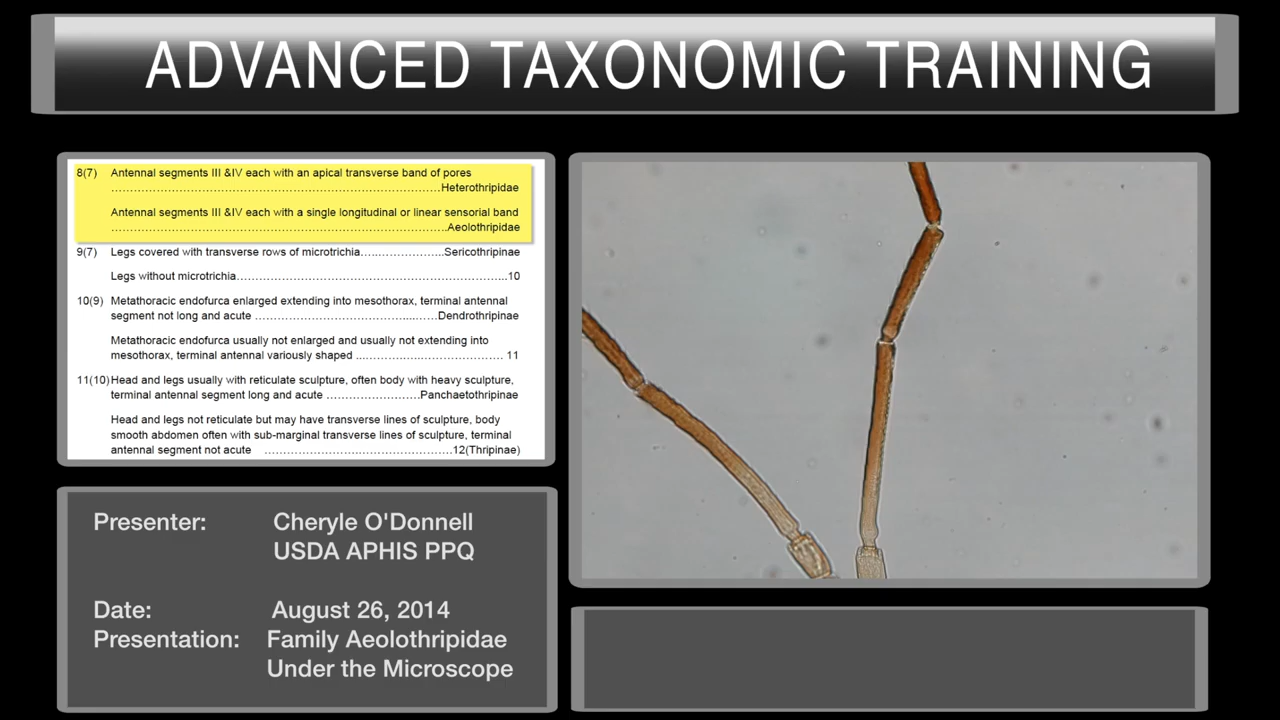 ADVANCED TAXONOMIC TRAINING
8(7) Antennal segments III &IV each with an apical transverse band of pores
……………………………………………………Heterothripidae
Antennal segments III &IV each with a single longitudinal or linear sensorial band
……………………………………………………..Aeolothripidae
9(7) Legs covered with transverse rows of microtrichia…..………………...Sericothripinae
Legs without microtrichia…………………………………………………...10
10(9) Metathoracic endofurca enlarged extending into mesothorax, terminal antennal
segment not long and acute …………………………......……Dendrothripinae
Metathoracic endofurca usually not enlarged and usually not extending into
mesothorax, terminal antennal variously shaped ...………...…………………… 11
11(10) Head and legs usually with reticulate sculpture, often body with heavy sculpture,
terminal antennal segment long and acute ……………………Panchaetothripinae
Head and legs not reticulate but may have transverse lines of sculpture, body
smooth abdomen often with sub-marginal transverse lines of sculpture, terminal
antennal segment not acute …………………………………………12(Thripinae)
Presenter: Cheryle O'Donnell
USDA APHIS PPQ
Date: August 26, 2014
Presentation: Family Aeolothripidae
Under the Microscope